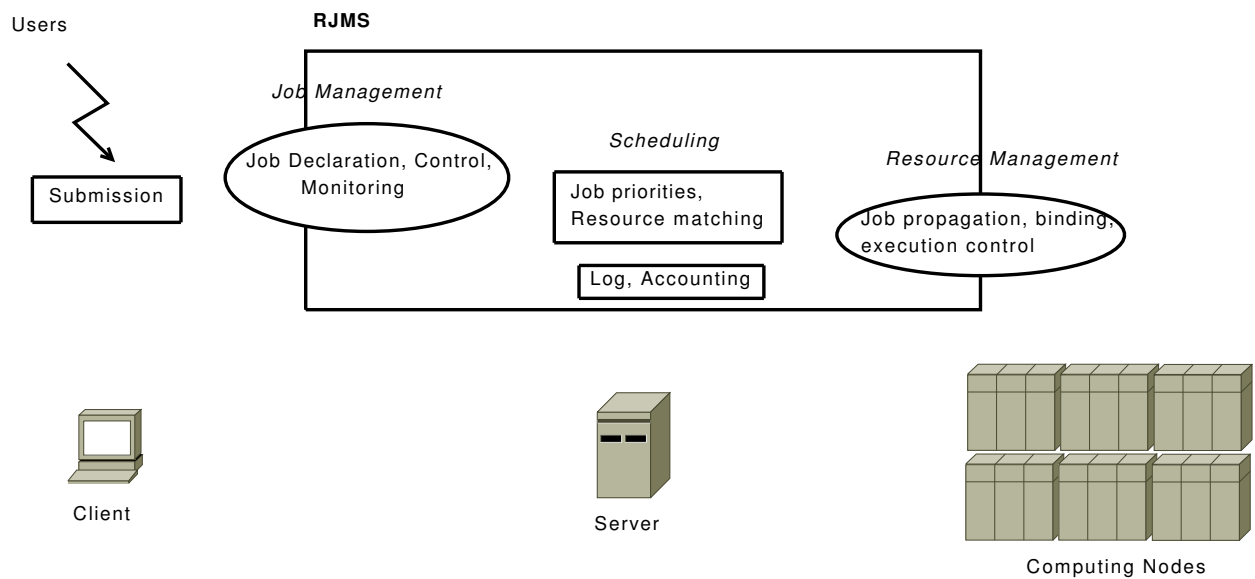 Users
RJMS
Job Management
Job Declaration, Control,
Monitoring
Submission
Scheduling
Job priorities,
Resource matching
Log, Accounting
Resource Management
Job propagation, binding,
execution control
Client
Server
Computing Nodes